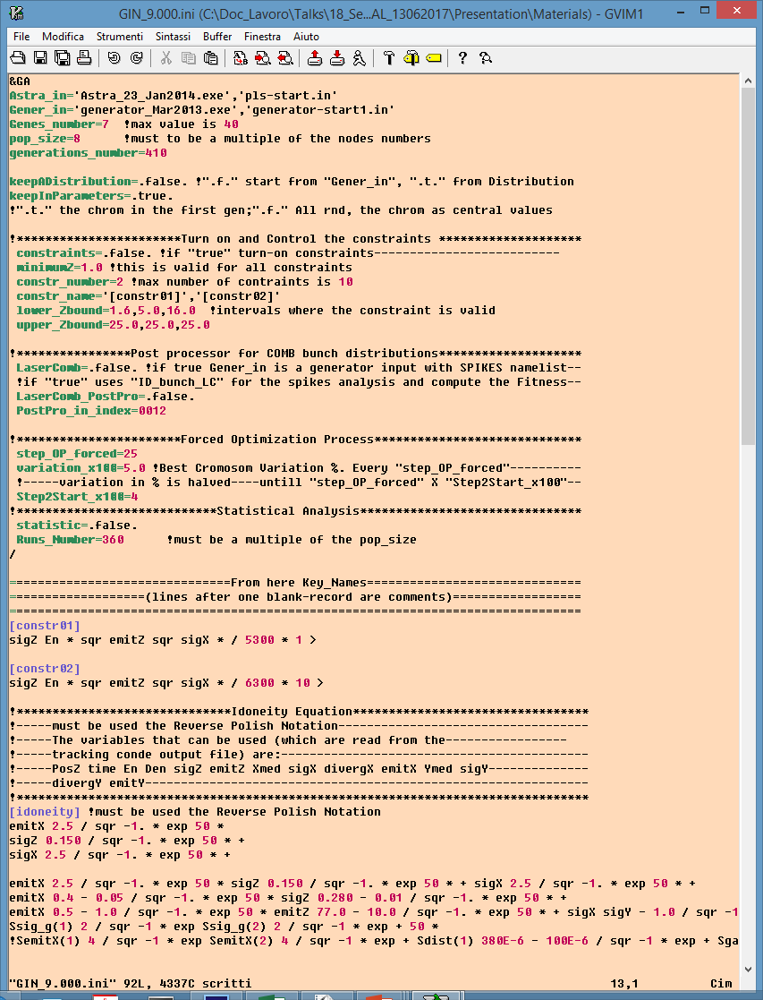 GIN_9.000.ini (C:\Doc_Lavoro\Talks\18_Se...AL_13062017\Presentation\Materials) - GVIM1
File Modifica Strumenti Sintassi Buffer Finestra Aiuto
&GA
Astra_in='Astra_23_Jan2014.exe','pls-start.in'
Gener_in='generator_Mar2013.exe','generator-start1.in'
Genes_number=7 !max value is 40
pop_size=8 !must to be a multiple of the nodes numbers
generations_number=410
keepADistribution=.false. !".f." start from "Gener_in", ".t." from Distribution
keepInParameters=.true.
!".t." the chrom in the first gen;".f." All rnd, the chrom as central values
!***********************Turn on and Control the constraints ********************
constraints=.false. !if "true" turn-on constraints--------------------------
minimumZ=1.0 !this is valid for all constraints
constr_number=2 !max number of contraints is 10
constr_name='[constr01]','[constr02]'
lower_Zbound=1.6,5.0,16.0 !intervals where the constraint is valid
upper_Zbound=25.0,25.0,25.0
!****************Post processor for COMB bunch distributions********************
LaserComb=.false. !if true Gener_in is a generator input with SPIKES namelist--
!if "true" uses "ID_bunch_LC" for the spikes analysis and compute the Fitness--
LaserComb_PostPro=.false.
PostPro_in_index=0012
!***********************Forced Optimization Process*****************************
step_OP_forced=25
variation_x100=5.0 !Best Cromosom Variation %. Every "step_OP_forced"----------
!-----variation in % is halved----untill "step_OP_forced" X "Step2Start_x100"--
Step2Start_x100=4
!****************************Statistical Analysis*******************************
statistic=.false.
Runs_Number=360 !must be a multiple of the pop_size
/
===============================From here Key_Names==============================
===================(lines after one blank-record are comments)==================
================================================================================
[constr01]
sigZ En * sqr emitZ sqr sigX * / 5300 * 1 >
[constr02]
sigZ En * sqr emitZ sqr sigX * / 6300 * 10 >
!******************************Idoneity Equation*********************************
!-----must be used the Reverse Polish Notation-----------------------------------
!-----The variables that can be used (which are read from the-----------------
!-----tracking conde output file) are:-------------------------------------------
!-----PosZ time En Den sigZ emitZ Xmed sigX divergX emitX Ymed sigY--------------
!-----divergY emitY--------------------------------------------------------------
!********************************************************************************
[idoneity] !must be used the Reverse Polish Notation
emitX 2.5 / sqr -1. * exp 50 *
sigZ 0.150 / sqr -1. * exp 50 * +
sigX 2.5 / sqr -1. * exp 50 * +
emitX 2.5 / sqr -1. * exp 50 * sigZ 0.150 / sqr -1. * exp 50 * + sigX 2.5 / sqr -1. * exp 50 * +
emitX 0.4 - 0.05 / sqr -1. * exp 50 * sigZ 0.280 - 0.01 / sqr -1. * exp 50 * +
emitX 0.5 - 1.0 / sqr -1. * exp 50 * emitZ 77.0 - 10.0 / sqr -1. * exp 50 * + sigX sigY - 1.0 / sqr -1
Ssig_g(1) 2 / sqr -1 * exp Ssig_g(2) 2 / sqr -1 * exp + 50 *
!SemitX(1) 4 / sqr -1 * exp SemitX(2) 4 / sqr -1 * exp + Sdist(1) 380E-6 - 100E-6 / sqr -1 * exp + Sga
"GIN_9.000.ini" 92L, 4337C scritti 13,1 Cim